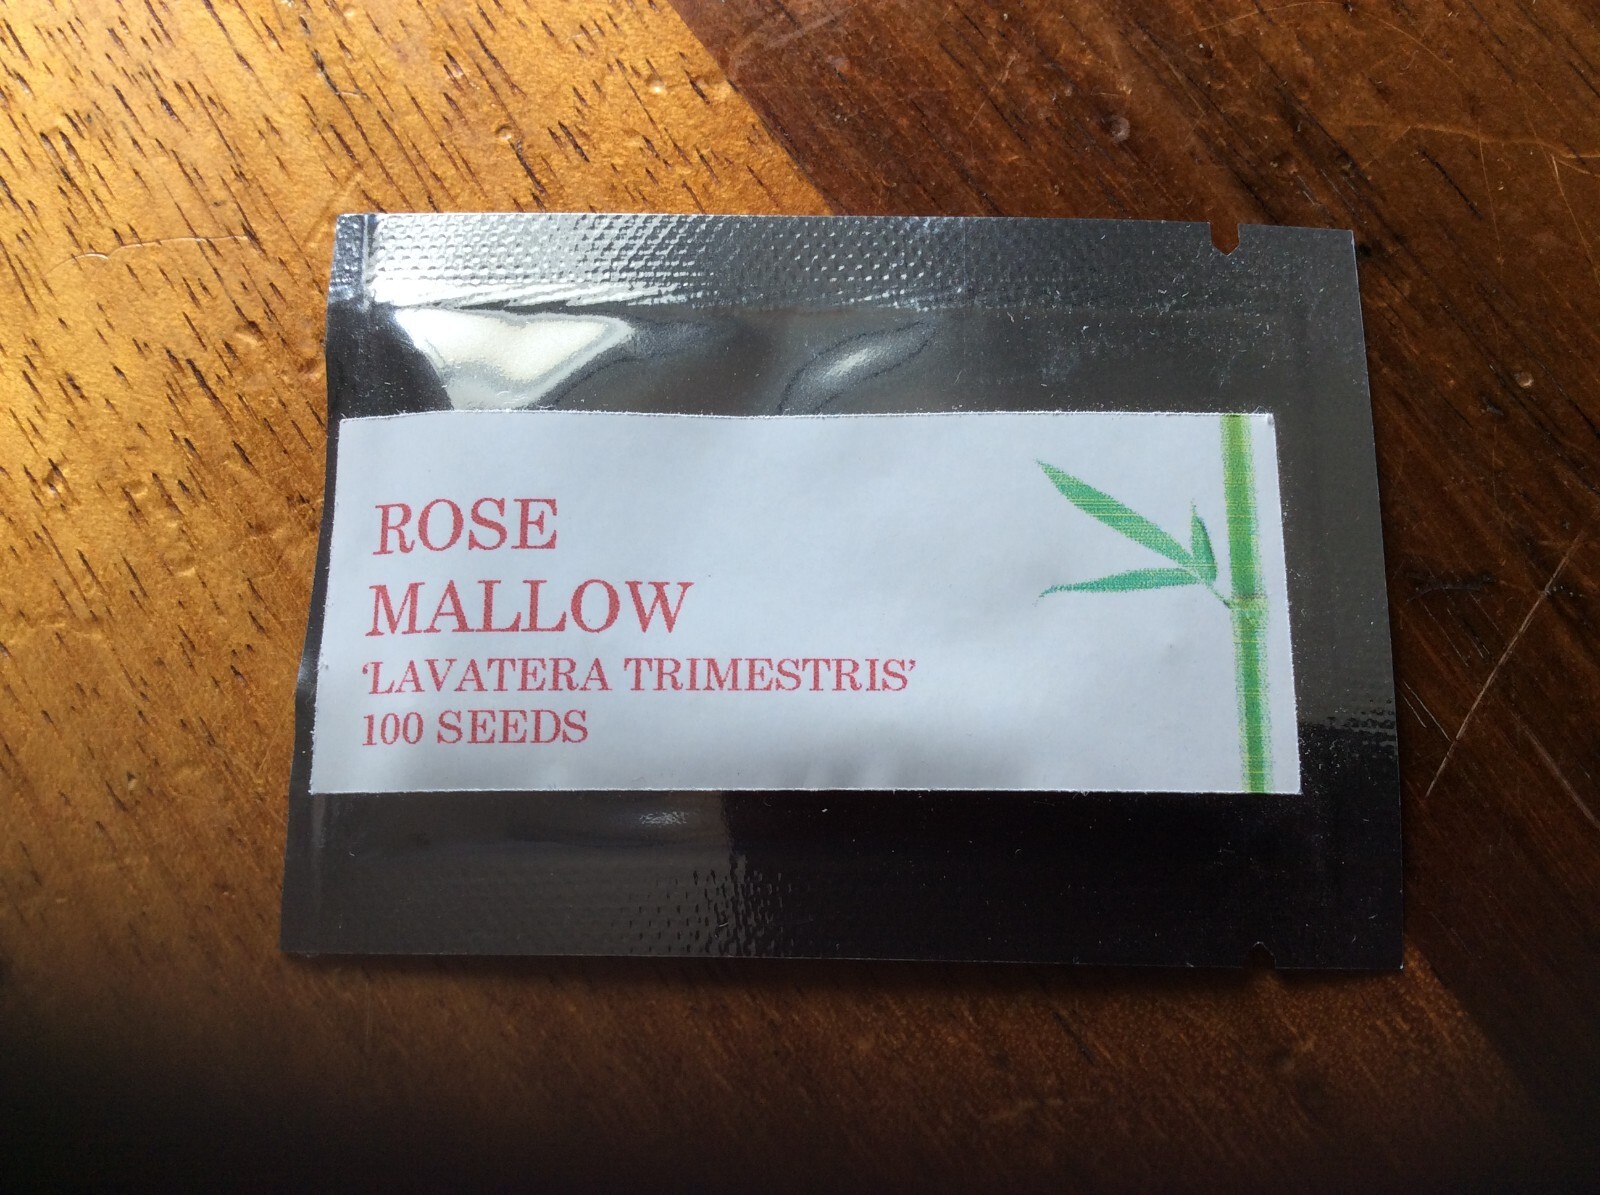 ROSE
MALLOW
‘LAVATERA TRIMESTRIS’
100 SEEDS